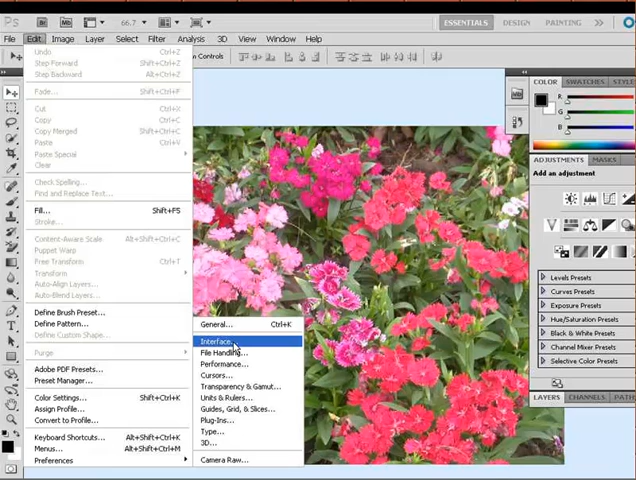 Ps Br Mb 66.7 ESSENTIALS DESIGN PAINTING >>
File Edit Image Layer Select Filter Analysis 3D View Window Help
Undo Ctrl+Z
Step Forward Shift+Ctrl+Z
Step Backward Alt+Ctrl+Z
Fade... Shift+Ctrl+F
Cut Ctrl+X
Copy Ctrl+C
Copy Merged Shift+Ctrl+C
Paste Ctrl+V
Paste Special
Clear
Check Spelling...
Find and Replace Text...
Fill... Shift+F5
Stroke...
Content-Aware Scale Alt+Shift+Ctrl+C
Puppet Warp
Free Transform Ctrl+T
Transform
Auto-Align Layers...
Auto-Blend Layers...
Define Brush Preset...
Define Pattern...
Define Custom Shape...
Purge
Adobe PDF Presets...
Preset Manager...
Color Settings... Shift+Ctrl+K
Assign Profile...
Convert to Profile...
Keyboard Shortcuts... Alt+Shift+Ctrl+K
Menus... Alt+Shift+Ctrl+M
Preferences
General... Ctrl+K
Interface...
File Handling...
Performance...
Cursors...
Transparency & Gamut...
Units & Rulers...
Guides, Grid, & Slices...
Plug-Ins...
Type...
3D...
Camera Raw...
Controls
Mb
COLOR SWATCHES STYLE
R
G
B
ADJUSTMENTS MASKS
Add an adjustment
Levels Presets
Curves Presets
Exposure Presets
Hue/Saturation Presets
Black & White Presets
Channel Mixer Presets
Selective Color Presets
LAYERS CHANNELS PATH